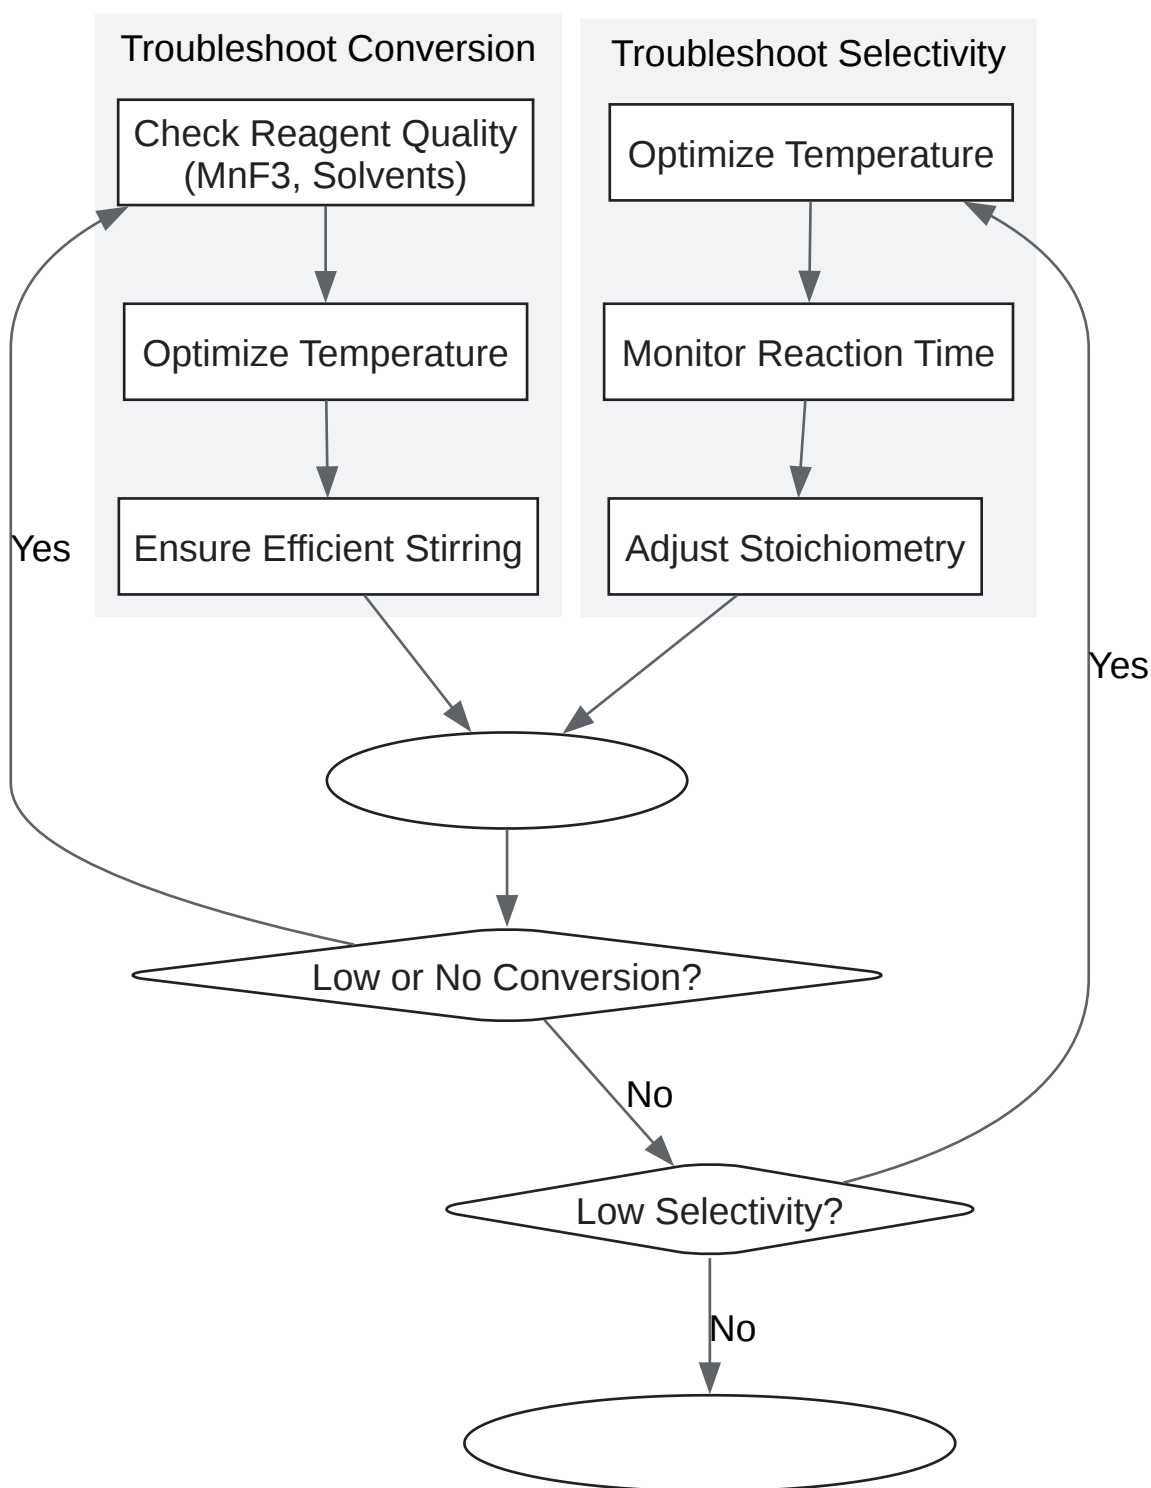 Troubleshoot Conversion
Check Reagent Quality
(MnF3, Solvents)
Optimize Temperature
Ensure Efficient Stirring
Troubleshoot Selectivity
Optimize Temperature
Monitor Reaction Time
Adjust Stoichiometry
Yes
Yes
Low or No Conversion?
No
Low Selectivity?
No